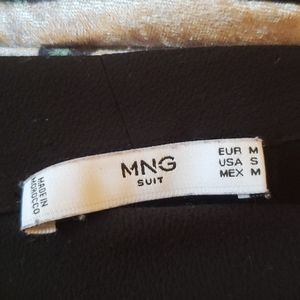 MADE IN
MOROCCO
MNG
SUIT
EUR M
USA S
MEX M